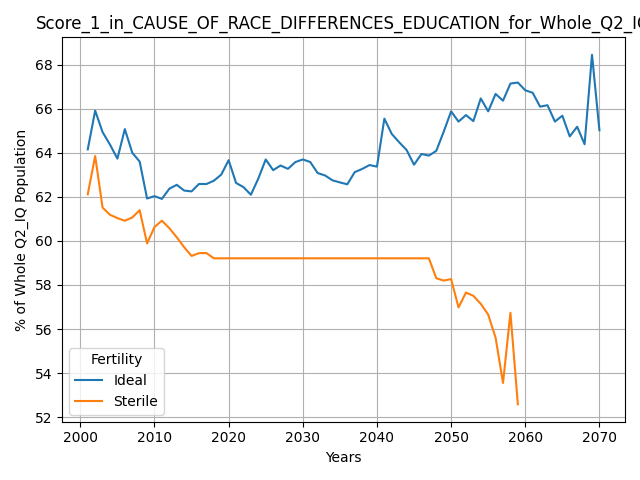 Score_1_in_CAUSE_OF_RACE_DIFFERENCES_EDUCATION_for_Whole_Q2_IQ
68
66
64
62
60
58
56
54
52
% of Whole Q2_IQ Population
Fertility
Ideal
Sterile
2000 2010 2020 2030 2040 2050 2060 2070
Years